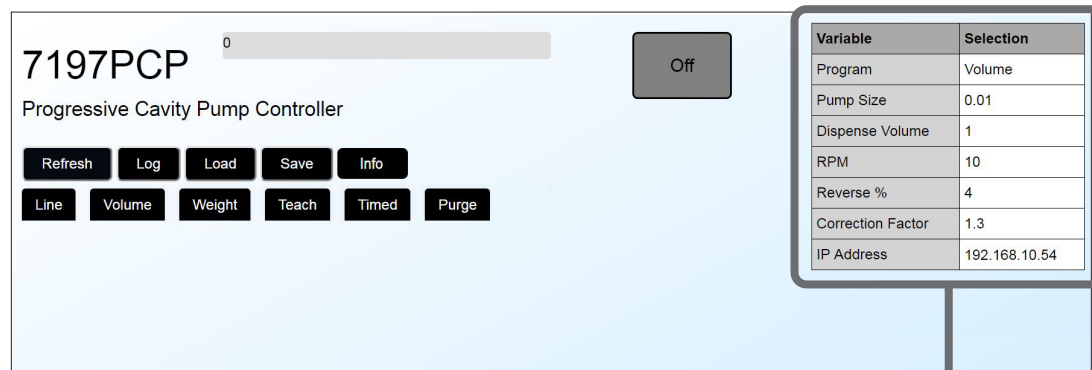 7197PCP
0
Off
Progressive Cavity Pump Controller
Refresh Log Load Save Info
Line Volume Weight Teach Timed Purge
Variable Selection
Program Volume
Pump Size 0.01
Dispense Volume 1
RPM 10
Reverse % 4
Correction Factor 1.3
IP Address 192.168.10.54